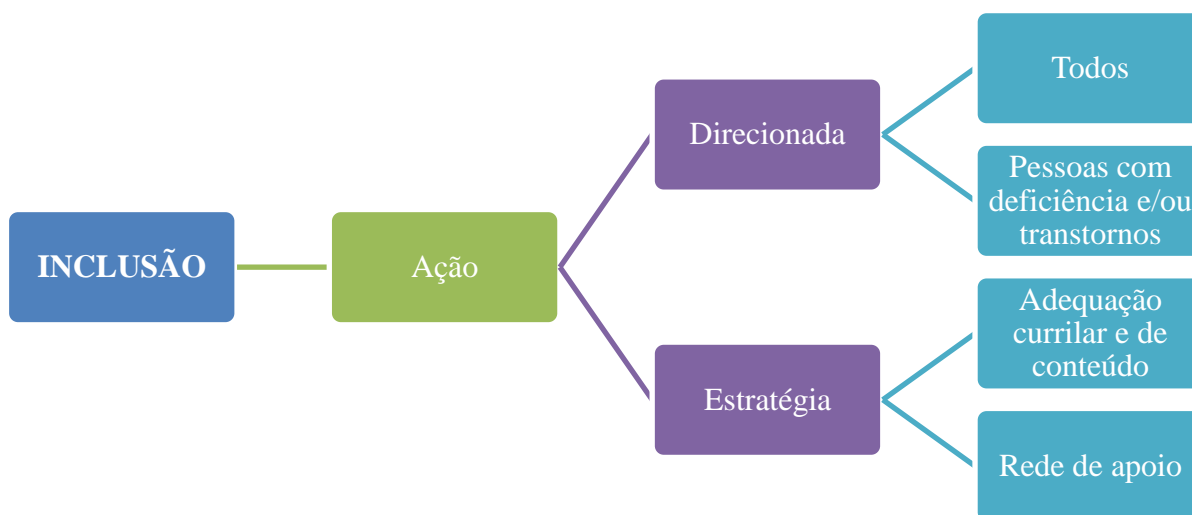 INCLUSÃO
Ação
Direcionada
Estratégia
Todos
Pessoas com
deficiência e/ou
transtornos
Adequação
currilar e de
conteúdo
Rede de apoio